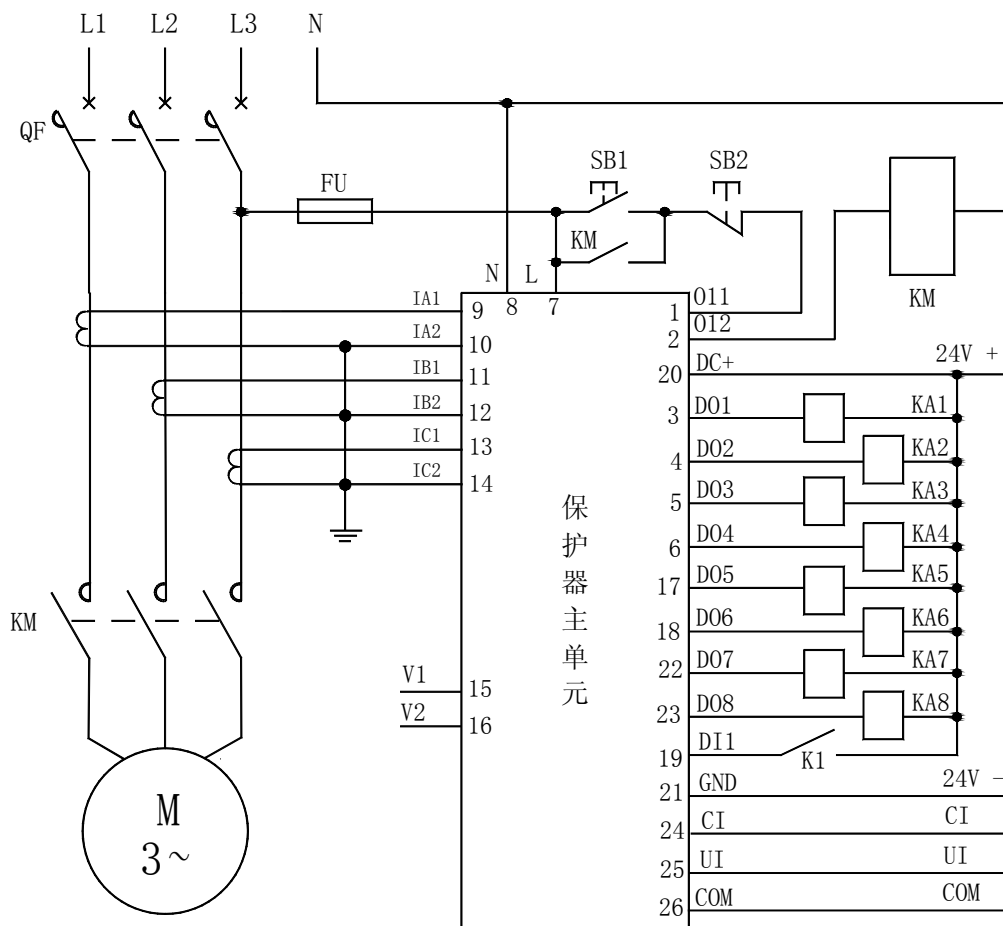 L1 L2 L3 N
QF
SB1 SB2
FU
KM
KM
N L
8 7
IA1 9
IA2 10
IB1 11
IB2 12
IC1 13
IC2 14
1 O11
2 O12
20 DC+ 24V +
3 DO1 KA1
4 DO2 KA2
5 DO3 KA3
6 DO4 KA4
17 DO5 KA5
18 DO6 KA6
22 DO7 KA7
23 DO8 KA8
19 DI1 K1
21 GND 24V -
24 CI CI
25 UI UI
26 COM COM
保护器主单元
KM
V1 15
V2 16
M
3~